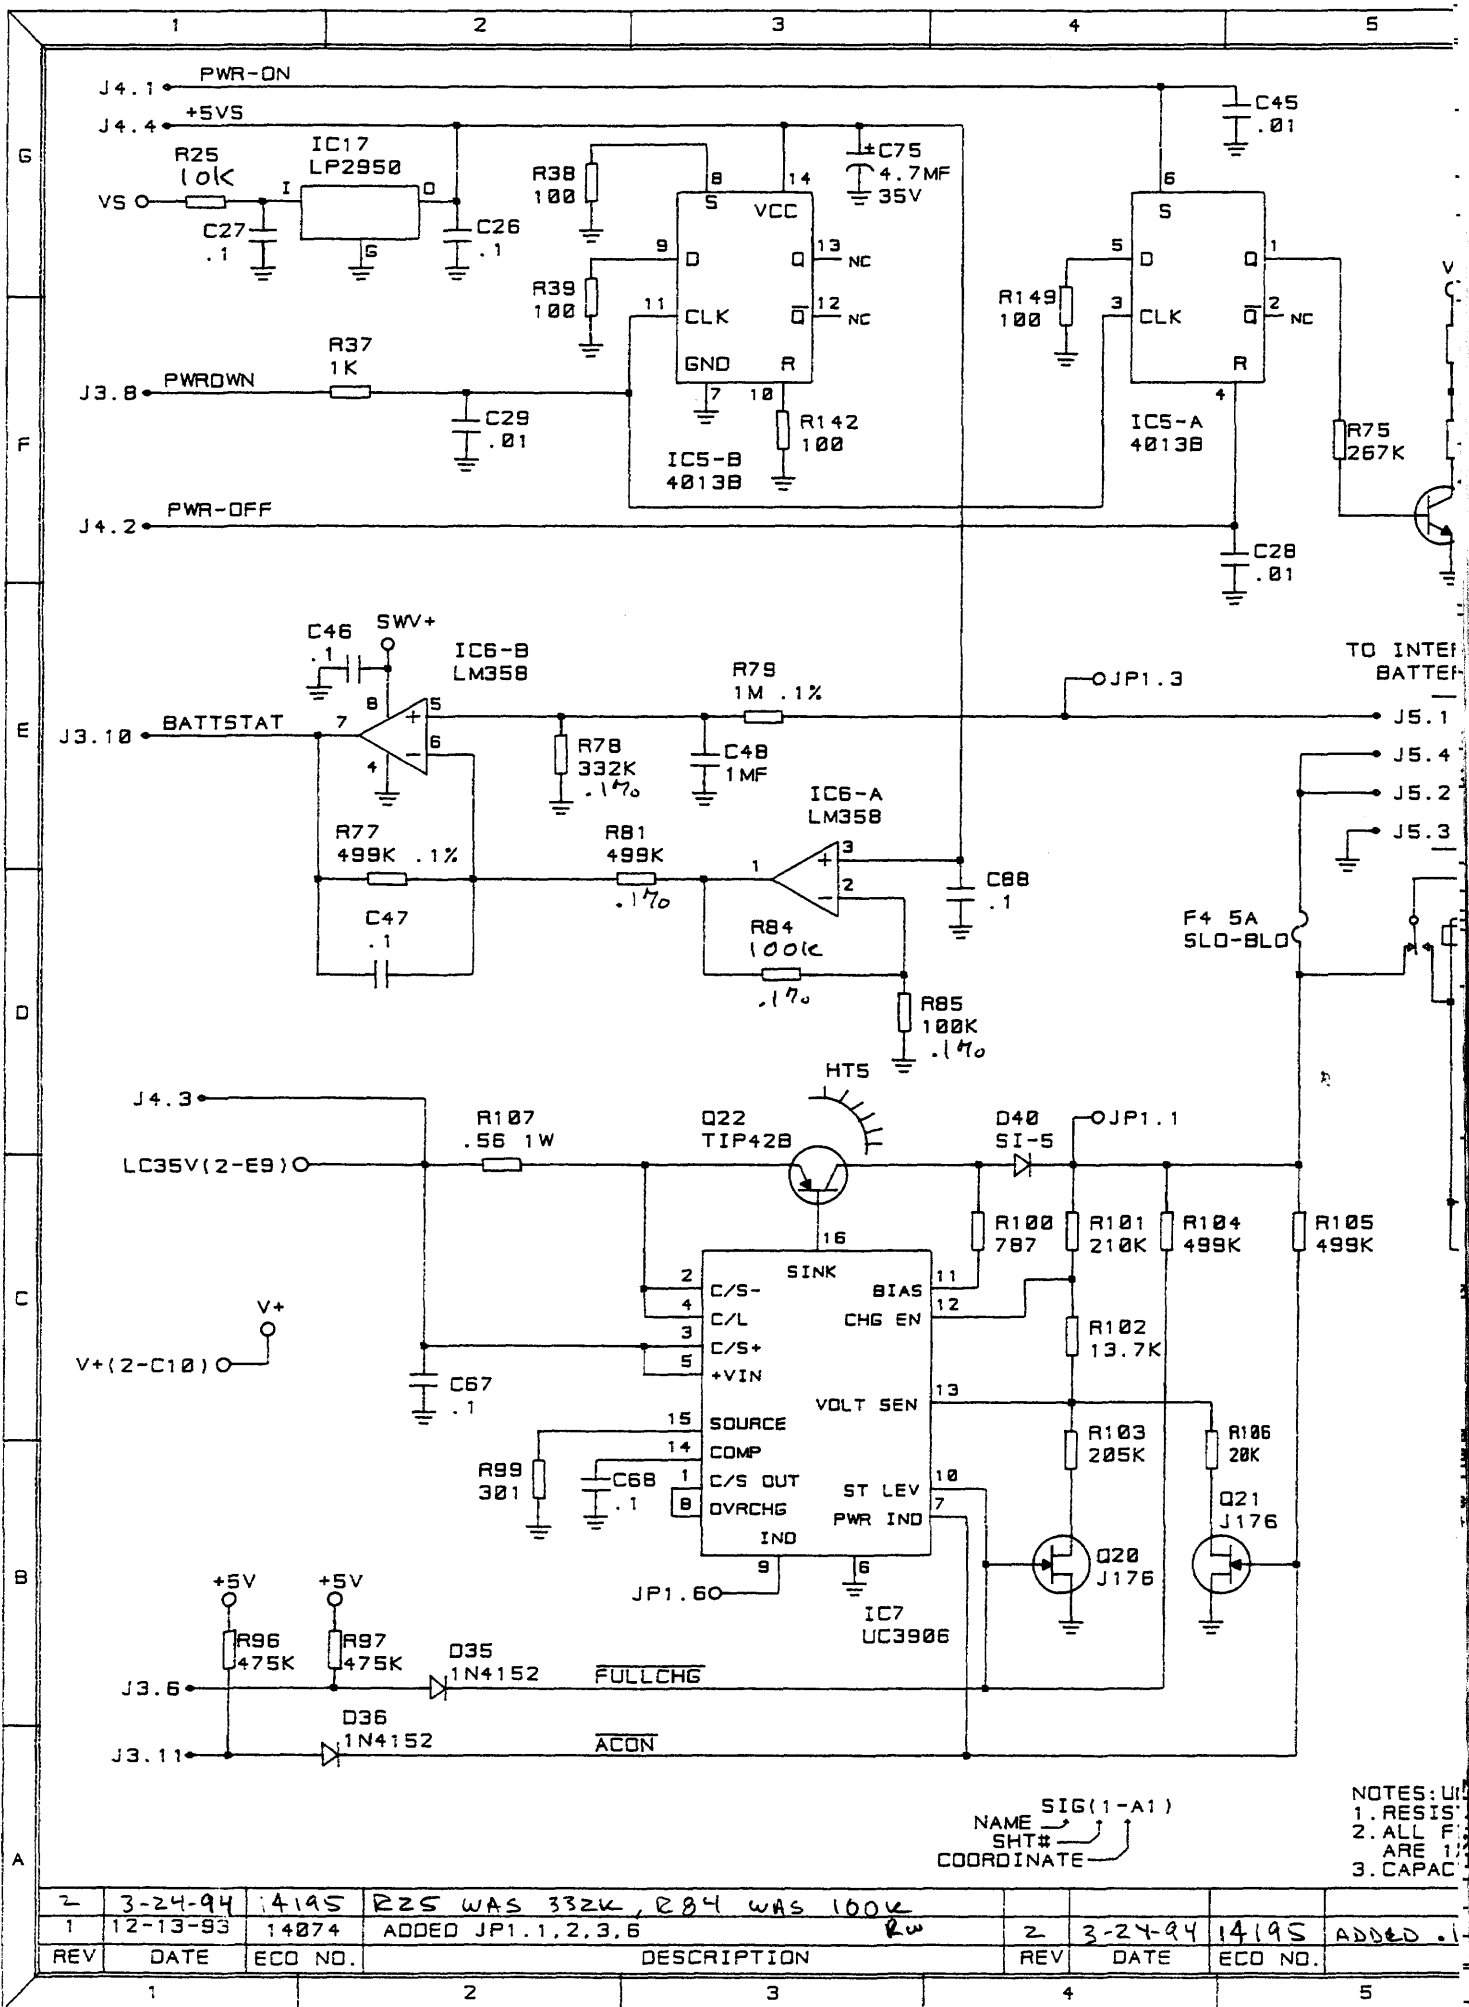 1 2 3 4 5
J4.1 PWR-ON
J4.4 +5VS
C45
.01
G
R25
10K
IC17
LP2950
I O
G
VS
C27
.1
C26
.1
R38
100
8
S
14
VCC
+ C75
4.7MF
35V
6
S
R39
100
9
D
Q
13
NC
11
CLK
Q
12
NC
GND
R
7
10
R142
100
IC5-B
4013B
R149
100
5
D
Q
1
3
CLK
Q
2
NC
R
4
IC5-A
4013B
R75
267K
V
R37
1K
J3.8 PWRDWN
C29
.01
F
J4.2 PWR-OFF
C28
.01
C46
.1
SWV+
IC6-B
LM358
8
+ 5
- 6
7
4
R79
1M .1%
JP1.3
TO INTER
BATTER
J5.1
J5.4
J5.2
J5.3
E
J3.10 BATTSTAT
R78
332K
.1%
C48
1MF
IC6-A
LM358
R77
499K .1%
R81
499K
.1%
1
+ 3
- 2
C88
.1
C47
.1
R84
100K
.1%
R85
100K
.1%
F4 5A
SLO-BLO
D
HT5
J4.3
R107
.56 1W
Q22
TIP42B
D40
SI-5
JP1.1
LC35V(2-E9)
R100
787
R101
210K
R104
499K
R105
499K
16
SINK
2
C/S-
BIAS
11
4
C/L
CHG EN
12
3
C/S+
5
+VIN
R102
13.7K
C
V+
V+(2-C10)
C67
.1
VOLT SEN
13
15
SOURCE
14
COMP
1
C/S OUT
8
OVRCHG
ST LEV
10
PWR IND
7
IND
9
6
R99
301
C68
.1
R103
205K
R106
20K
Q21
J176
Q20
J176
JP1.6
IC7
UC3906
B
+5V +5V
R96
475K
R97
475K
D35
1N4152
FULLCHG
J3.6
D36
1N4152
ACON
J3.11
SIG(1-A1)
NAME
SHT#
COORDINATE
NOTES:
1.RESIS
2.ALL F
ARE 1
3.CAPAC
A
2 3-24-94 14195 R25 WAS 332K, R84 WAS 100K
1 12-13-93 14074 ADDED JP1.1,2,3,6 RW 2 3-24-94 14195 ADDED .1
REV DATE ECO NO. DESCRIPTION REV DATE ECO NO.
1 2 3 4 5